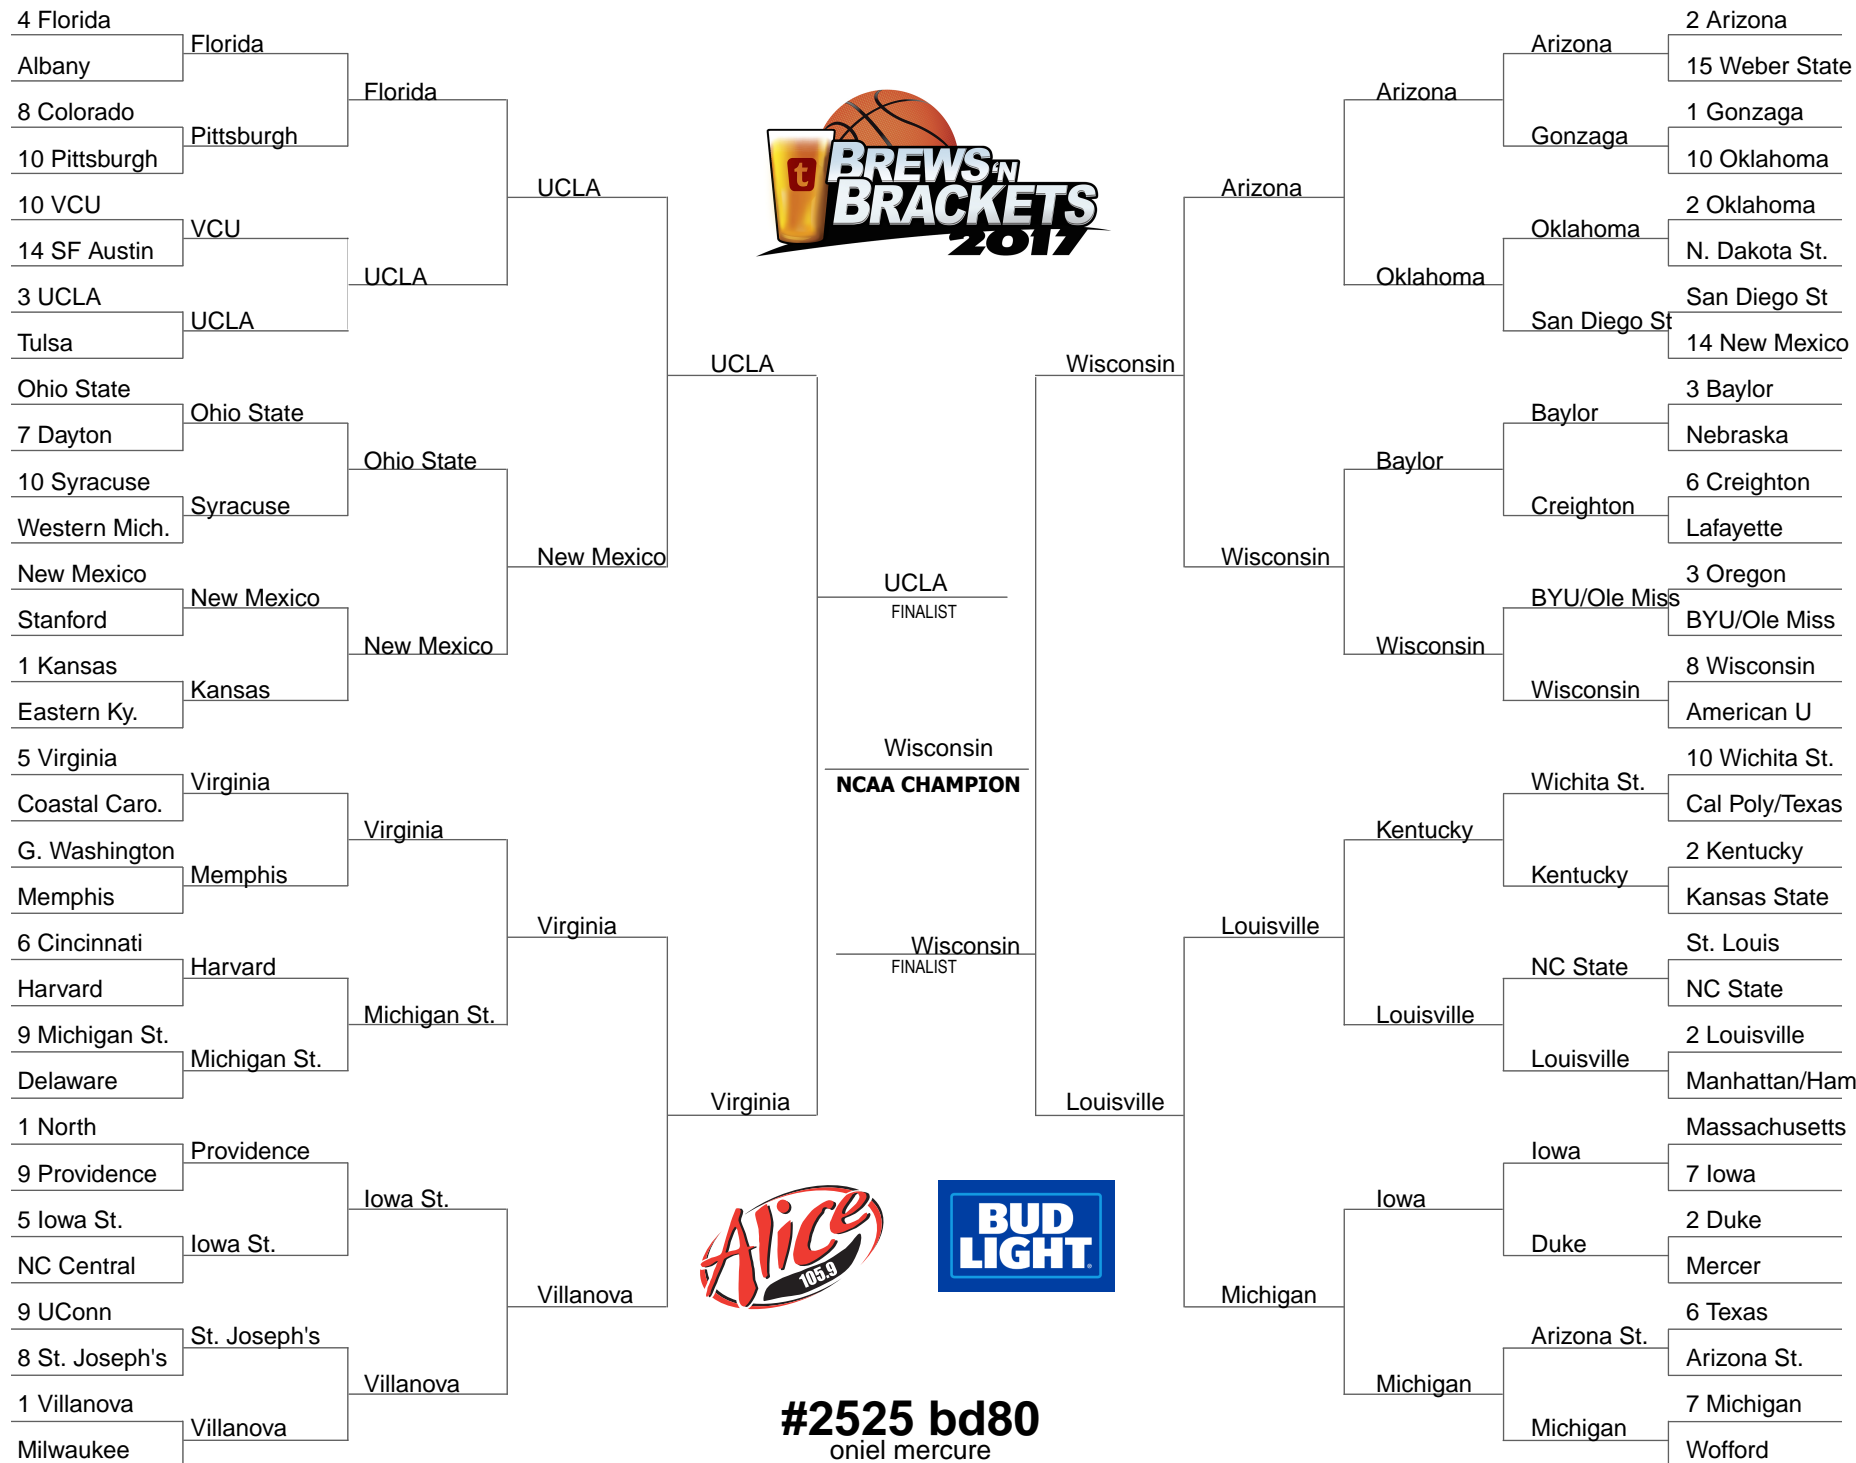 4 Florida
Albany
8 Colorado
10 Pittsburgh
10 VCU
14 SF Austin
3 UCLA
Tulsa
Ohio State
7 Dayton
10 Syracuse
Western Mich.
New Mexico
Stanford
1 Kansas
Eastern Ky.
5 Virginia
Coastal Caro.
G. Washington
Memphis
6 Cincinnati
Harvard
9 Michigan St.
Delaware
1 North
9 Providence
5 Iowa St.
NC Central
9 UConn
8 St. Joseph's
1 Villanova
Milwaukee
Florida
Pittsburgh
VCU
UCLA
Ohio State
Syracuse
New Mexico
Kansas
Virginia
Memphis
Harvard
Michigan St.
Providence
Iowa St.
St. Joseph's
Villanova
Florida
UCLA
Ohio State
New Mexico
Virginia
Michigan St.
Iowa St.
Villanova
UCLA
New Mexico
Virginia
Villanova
UCLA
Virginia
t
BREWS 'N
BRACKETS
2017
UCLA
FINALIST
Wisconsin
NCAA CHAMPION
Wisconsin
FINALIST
Alice
105.9
BUD
LIGHT
#2525 bd80
oniel mercure
Wisconsin
Louisville
Arizona
Wisconsin
Louisville
Michigan
Arizona
Oklahoma
Baylor
Wisconsin
Kentucky
Louisville
Iowa
Michigan
Arizona
Gonzaga
Oklahoma
San Diego St
Baylor
Creighton
BYU/Ole Miss
Wisconsin
Wichita St.
Kentucky
NC State
Louisville
Iowa
Duke
Arizona St.
Michigan
2 Arizona
15 Weber State
1 Gonzaga
10 Oklahoma
2 Oklahoma
N. Dakota St.
San Diego St
14 New Mexico
3 Baylor
Nebraska
6 Creighton
Lafayette
3 Oregon
BYU/Ole Miss
8 Wisconsin
American U
10 Wichita St.
Cal Poly/Texas
2 Kentucky
Kansas State
St. Louis
NC State
2 Louisville
Manhattan/Ham
Massachusetts
7 Iowa
2 Duke
Mercer
6 Texas
Arizona St.
7 Michigan
Wofford